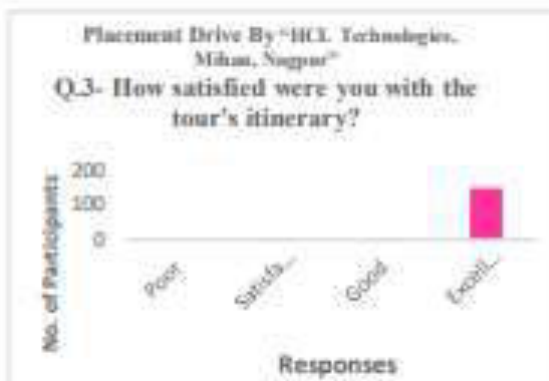 Placement Drive By "HCL Technologies,
Mihan, Nagpur"
Q.3- How satisfied were you with the
tour's itinerary?
No. of Participants
200
100
0
Poor
Satisfa...
Good
Excell...
Responses